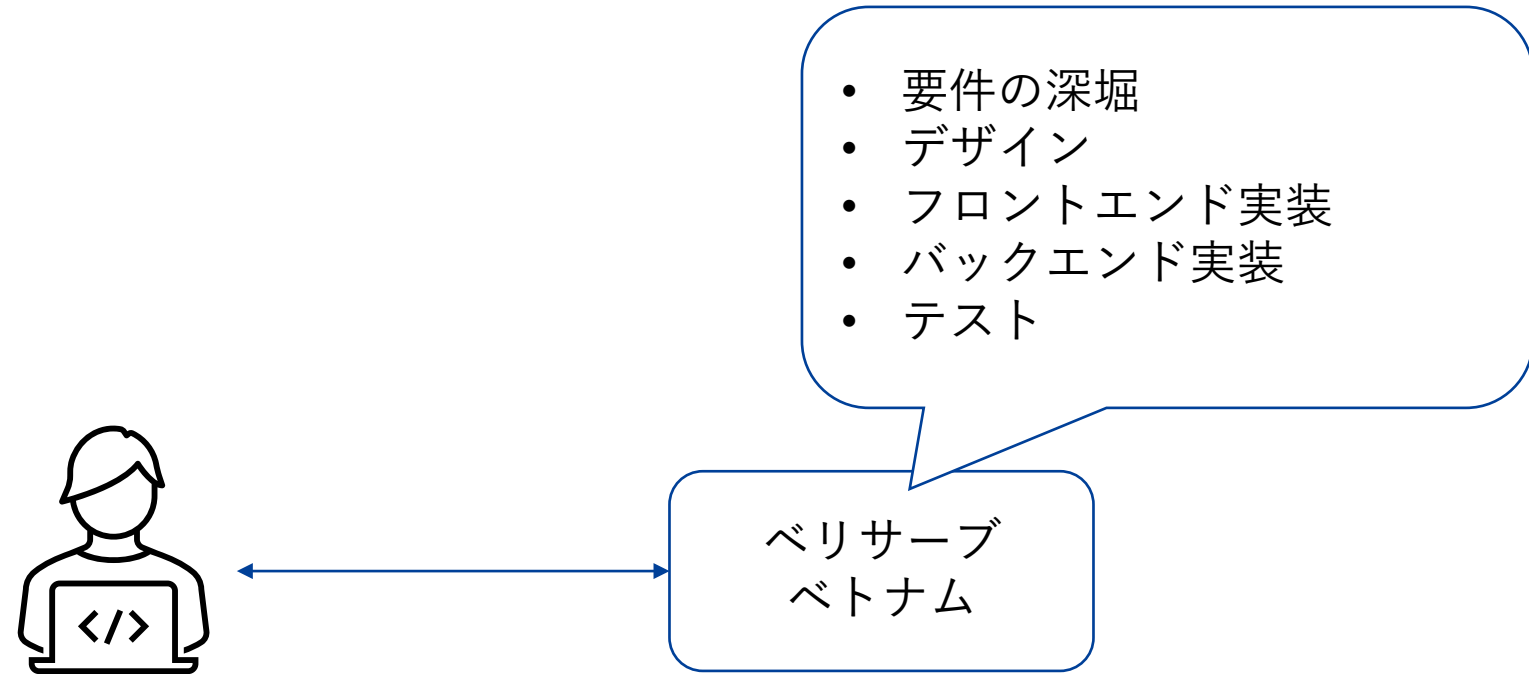 • 要件の深堀
• デザイン
• フロントエンド実装
• バックエンド実装
• テスト
ベリサーブ
ベトナム
</>